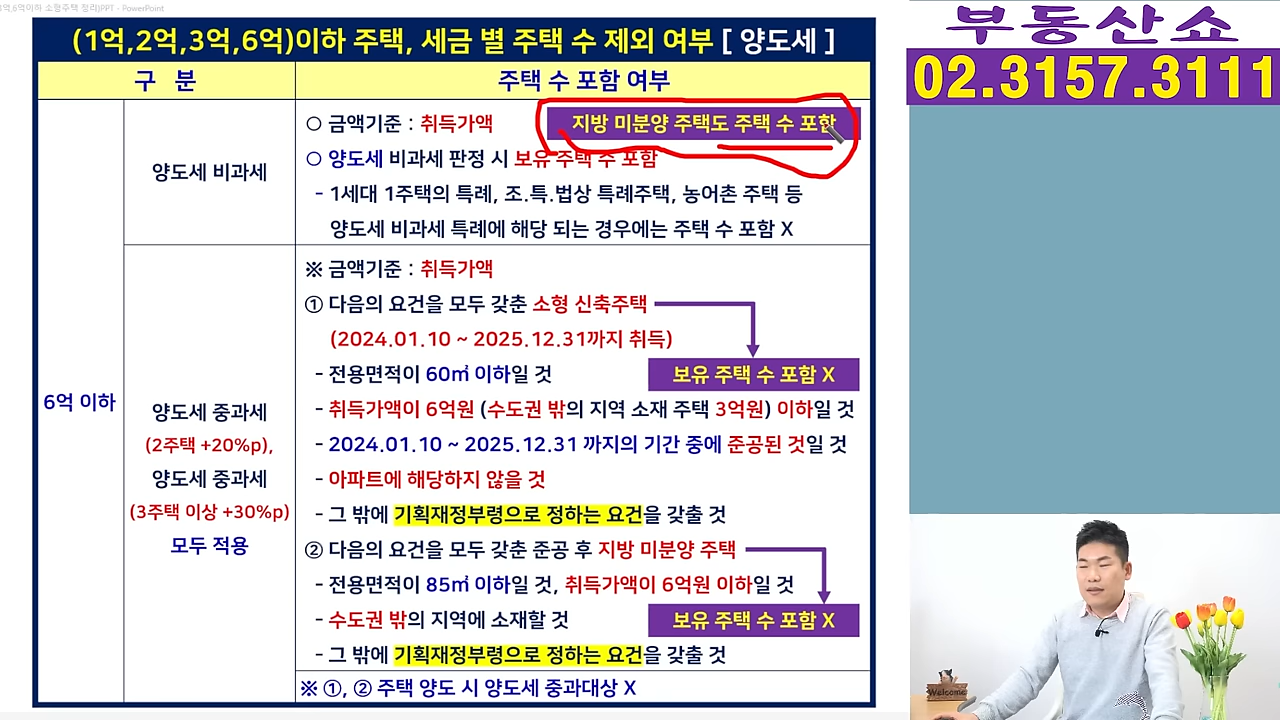 1억,6억이하 소형주택 정리)PPT - PowerPoint
(1억,2억,3억,6억)이하 주택, 세금 별 주택 수 제외 여부 [ 양도세 ]
구 분
주택 수 포함 여부
6억 이하
양도세 비과세
○ 금액기준 : 취득가액
지방 미분양 주택도 주택 수 포함
○ 양도세 비과세 판정 시 보유 주택 수 포함
- 1세대 1주택의 특례, 조.특.법상 특례주택, 농어촌 주택 등
양도세 비과세 특례에 해당 되는 경우에는 주택 수 포함 X
양도세 중과세
(2주택 +20%p),
양도세 중과세
(3주택 이상 +30%p)
모두 적용
※ 금액기준 : 취득가액
① 다음의 요건을 모두 갖춘 소형 신축주택
(2024.01.10 ~ 2025.12.31까지 취득)
- 전용면적이 60㎡ 이하일 것
보유 주택 수 포함 X
- 취득가액이 6억원 (수도권 밖의 지역 소재 주택 3억원) 이하일 것
- 2024.01.10 ~ 2025.12.31 까지의 기간 중에 준공된 것일 것
- 아파트에 해당하지 않을 것
- 그 밖에 기획재정부령으로 정하는 요건을 갖출 것
② 다음의 요건을 모두 갖춘 준공 후 지방 미분양 주택
- 전용면적이 85㎡ 이하일 것, 취득가액이 6억원 이하일 것
- 수도권 밖의 지역에 소재할 것
보유 주택 수 포함 X
- 그 밖에 기획재정부령으로 정하는 요건을 갖출 것
※ ①, ② 주택 양도 시 양도세 중과대상 X
부동산쇼
02.3157.3111
Welcome